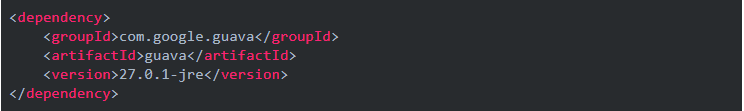 <dependency>
    <groupId>com.google.guava</groupId>
    <artifactId>guava</artifactId>
    <version>27.0.1-jre</version>
</dependency>